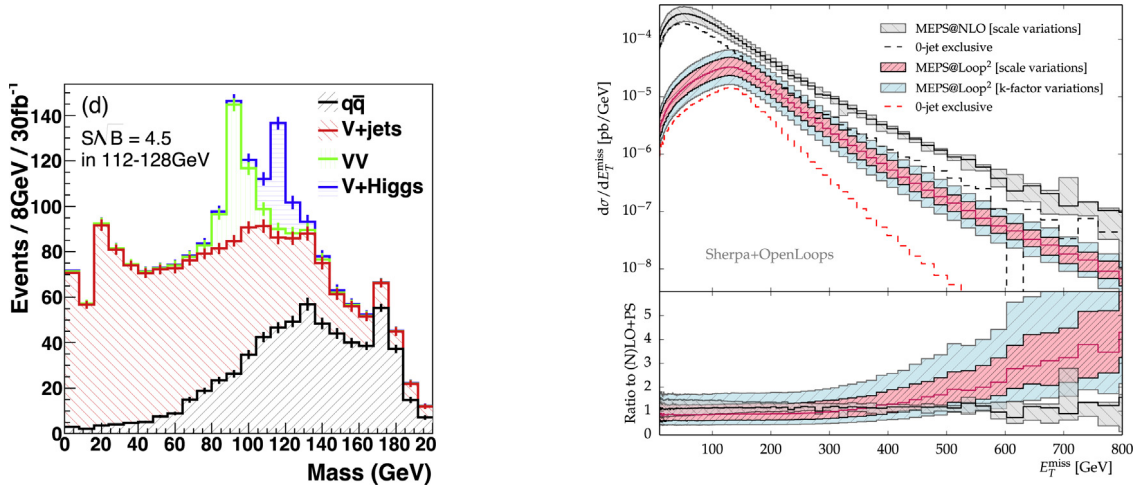 (d)
SΛB̅ = 4.5
in 112-128GeV
qq̅
V+jets
VV
V+Higgs
140
120
100
80
60
40
20
0
Events / 8GeV / 30fb⁻¹
0 20 40 60 80 100 120 140 160 180 200
Mass (GeV)
MEPS@NLO [scale variations]
0-jet exclusive
MEPS@Loop² [scale variations]
MEPS@Loop² [k-factor variations]
0-jet exclusive
10⁻⁴
10⁻⁵
10⁻⁶
10⁻⁷
10⁻⁸
dσ/dE_T^miss [pb/GeV]
Sherpa+OpenLoops
5
4
3
2
1
0
Ratio to (N)LO+PS
100 200 300 400 500 600 700 800
E_T^miss [GeV]